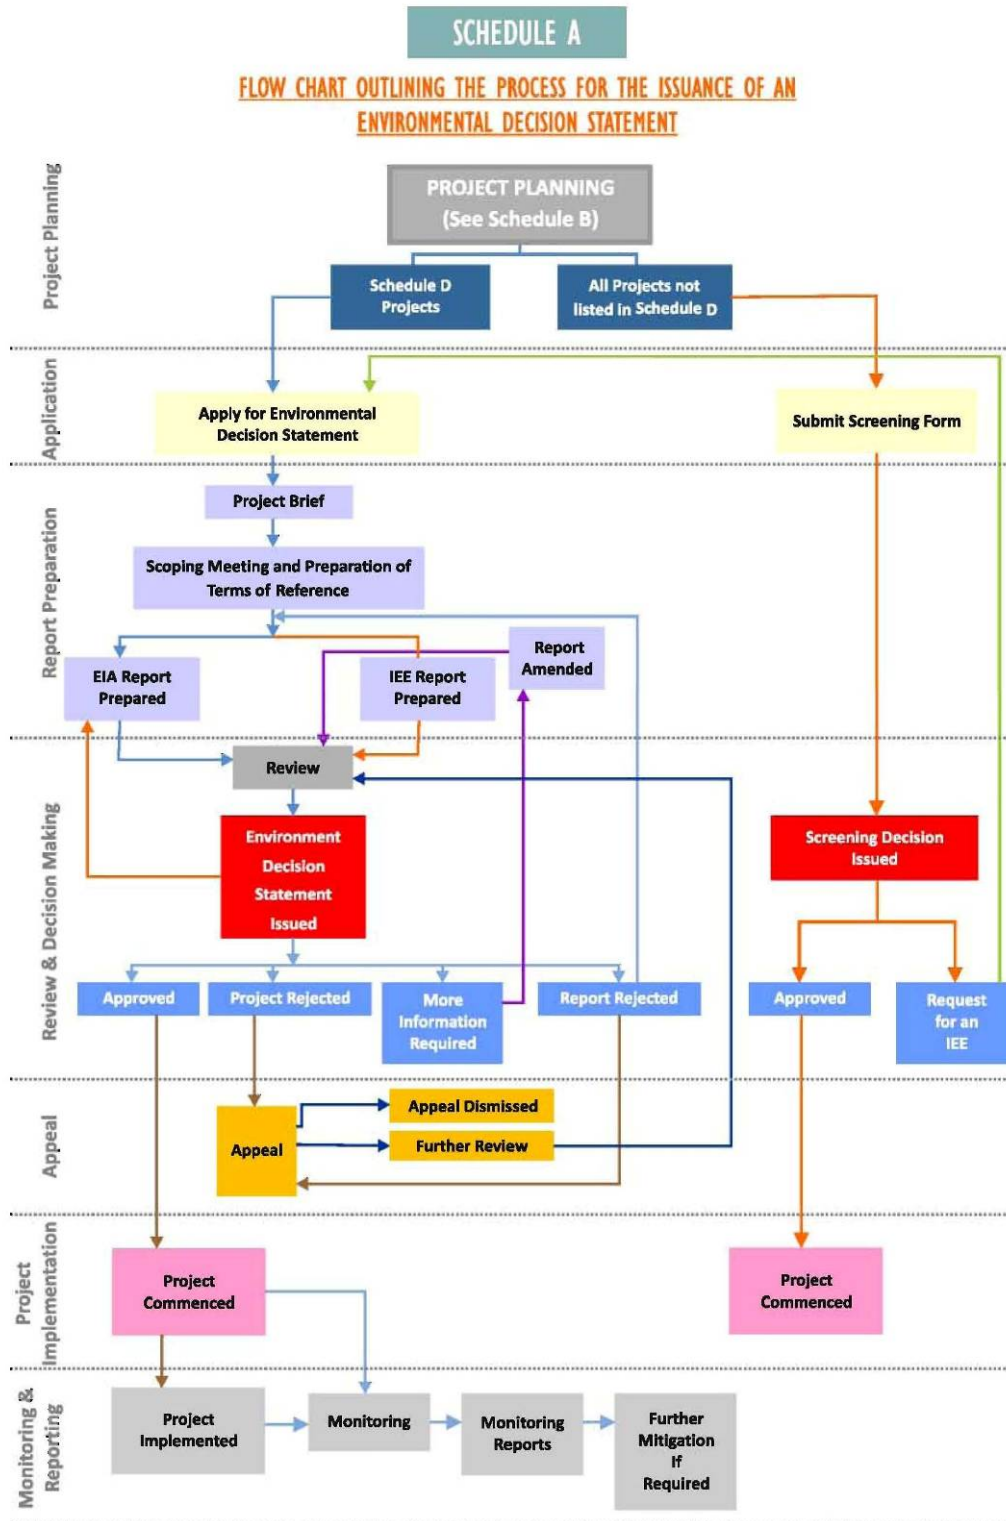 SCHEDULE A
FLOW CHART OUTLINING THE PROCESS FOR THE ISSUANCE OF AN
ENVIRONMENTAL DECISION STATEMENT
Project Planning
PROJECT PLANNING
(See Schedule B)
Schedule D
Projects
All Projects not
listed in Schedule D
Application
Apply for Environmental
Decision Statement
Submit Screening Form
Report Preparation
Project Brief
Scoping Meeting and Preparation of
Terms of Reference
EIA Report
Prepared
IEE Report
Prepared
Report
Amended
Review & Decision Making
Review
Environment
Decision
Statement
Issued
Screening Decision
Issued
Approved
Project Rejected
More
Information
Required
Report Rejected
Approved
Request
for an
IEE
Appeal
Appeal
Appeal Dismissed
Further Review
Project
Implementation
Project
Commenced
Project
Commenced
Monitoring &
Reporting
Project
Implemented
Monitoring
Monitoring
Reports
Further
Mitigation
If
Required